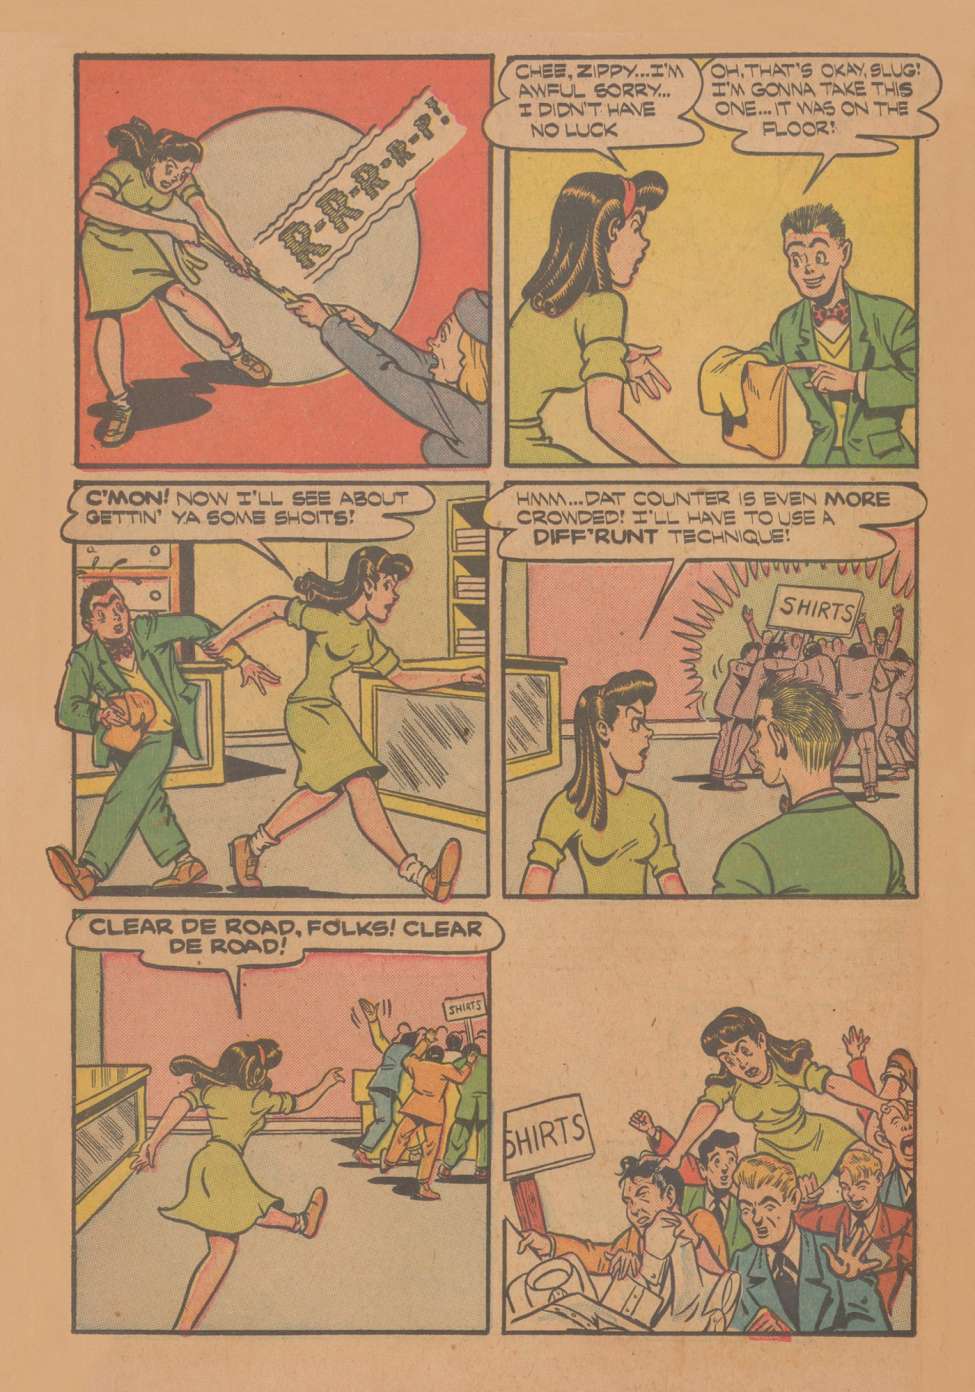 R-R-R-R-P!
CHEE, ZIPPY...I'M
AWFUL SORRY...
I DIDN'T HAVE
NO LUCK
OH, THAT'S OKAY, SLUG!
I'M GONNA TAKE THIS
ONE...IT WAS ON THE
FLOOR!
C'MON! NOW I'LL SEE ABOUT
GETTIN' YA SOME SHOITS!
HMM...DAT COUNTER IS EVEN MORE
CROWDED! I'LL HAVE TO USE A
DIFF'RUNT TECHNIQUE!
SHIRTS
CLEAR DE ROAD, FOLKS! CLEAR
DE ROAD!
SHIRTS
SHIRTS